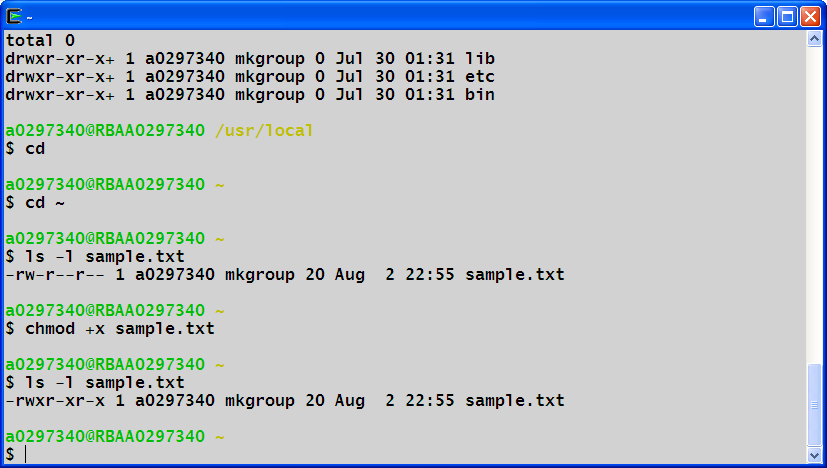 ~
total 0
drwxr-xr-x+ 1 a0297340 mkgroup 0 Jul 30 01:31 lib
drwxr-xr-x+ 1 a0297340 mkgroup 0 Jul 30 01:31 etc
drwxr-xr-x+ 1 a0297340 mkgroup 0 Jul 30 01:31 bin
a0297340@RBAA0297340 /usr/local
$ cd
a0297340@RBAA0297340 ~
$ cd ~
a0297340@RBAA0297340 ~
$ ls -l sample.txt
-rw-r--r-- 1 a0297340 mkgroup 20 Aug  2 22:55 sample.txt
a0297340@RBAA0297340 ~
$ chmod +x sample.txt
a0297340@RBAA0297340 ~
$ ls -l sample.txt
-rwxr-xr-x 1 a0297340 mkgroup 20 Aug  2 22:55 sample.txt
a0297340@RBAA0297340 ~
$